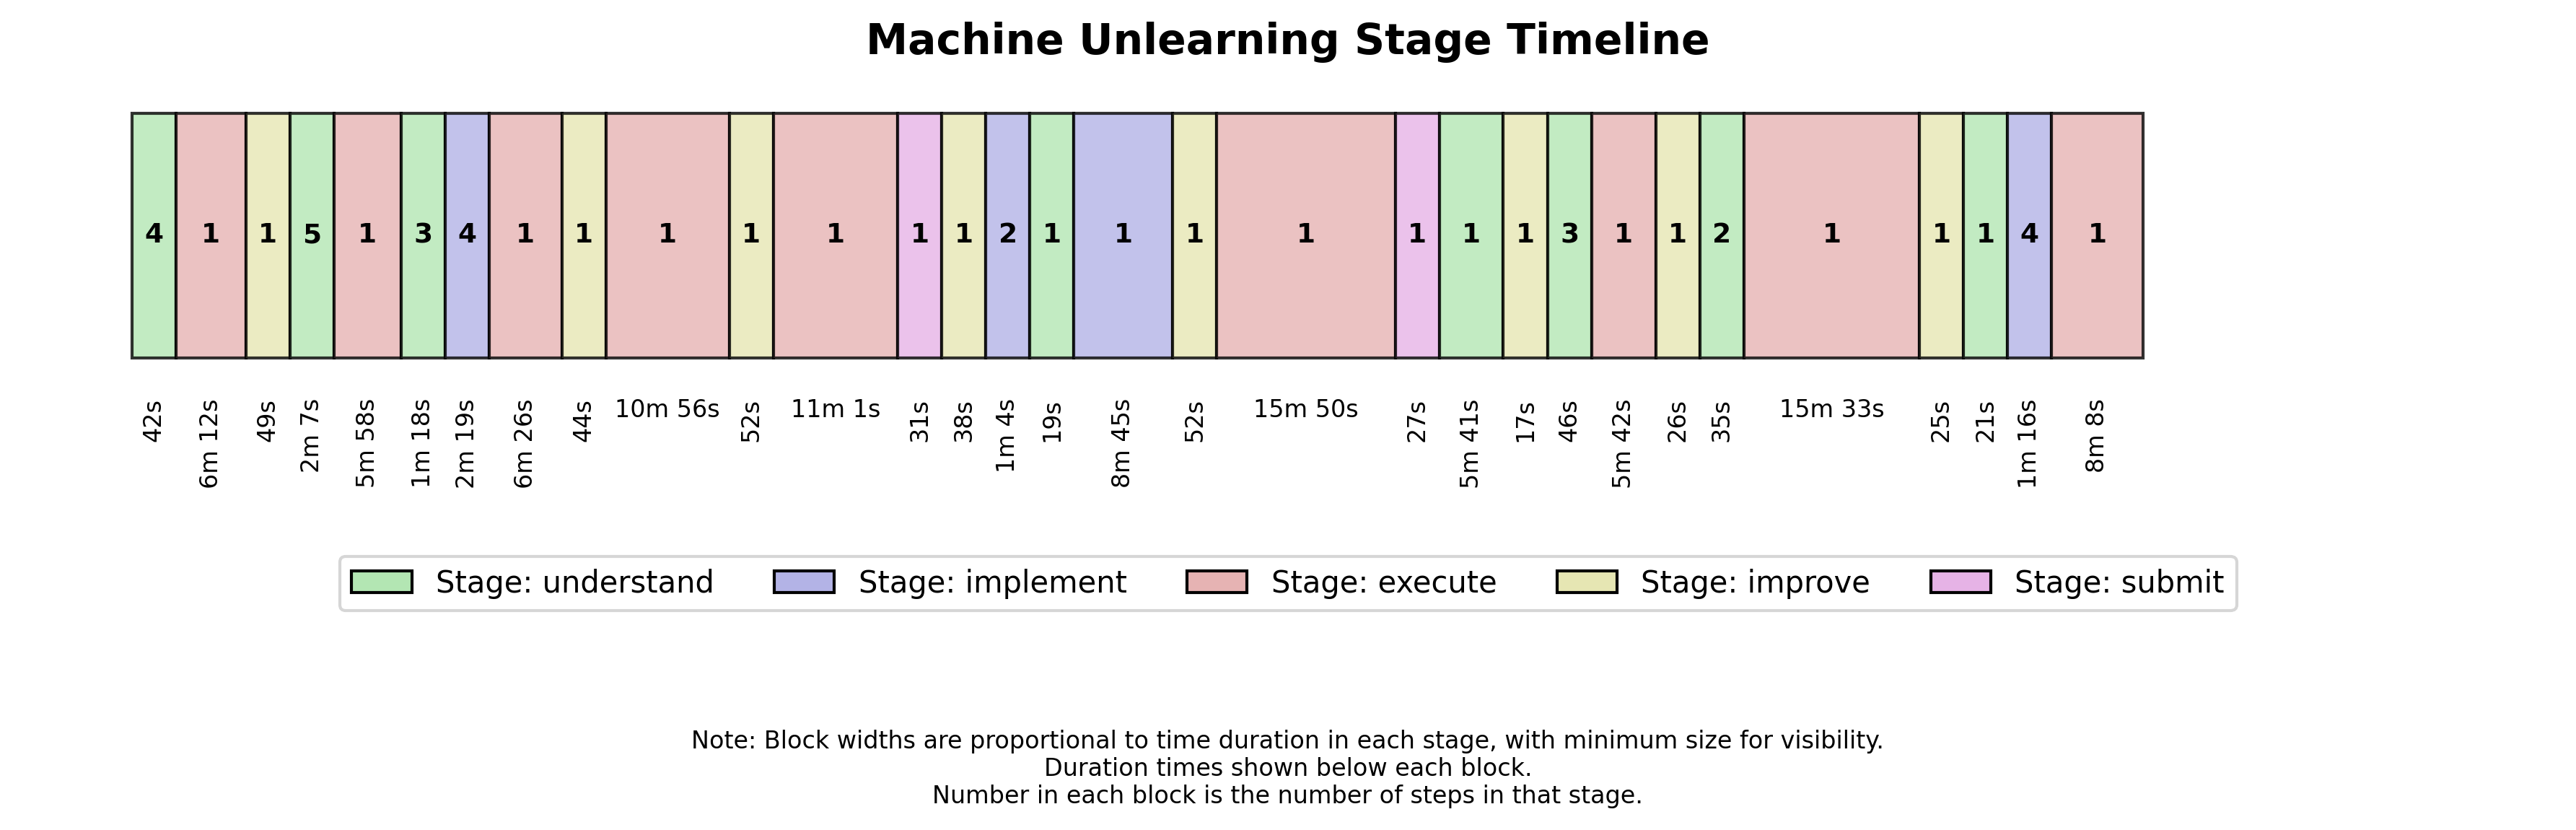 Machine Unlearning Stage Timeline
4 1 1 5 1 3 4 1 1 1 1 1 1 1 2 1 1 1 1 1 1 1 3 1 1 2 1 1 1 4 1
42s 6m 12s 49s 2m 7s 5m 58s 1m 18s 2m 19s 6m 26s 44s 10m 56s 52s 11m 1s 31s 38s 1m 4s 19s 8m 45s 52s 15m 50s 27s 5m 41s 17s 46s 5m 42s 26s 35s 15m 33s 25s 21s 1m 16s 8m 8s
Stage: understand Stage: implement Stage: execute Stage: improve Stage: submit
Note: Block widths are proportional to time duration in each stage, with minimum size for visibility.
Duration times shown below each block.
Number in each block is the number of steps in that stage.